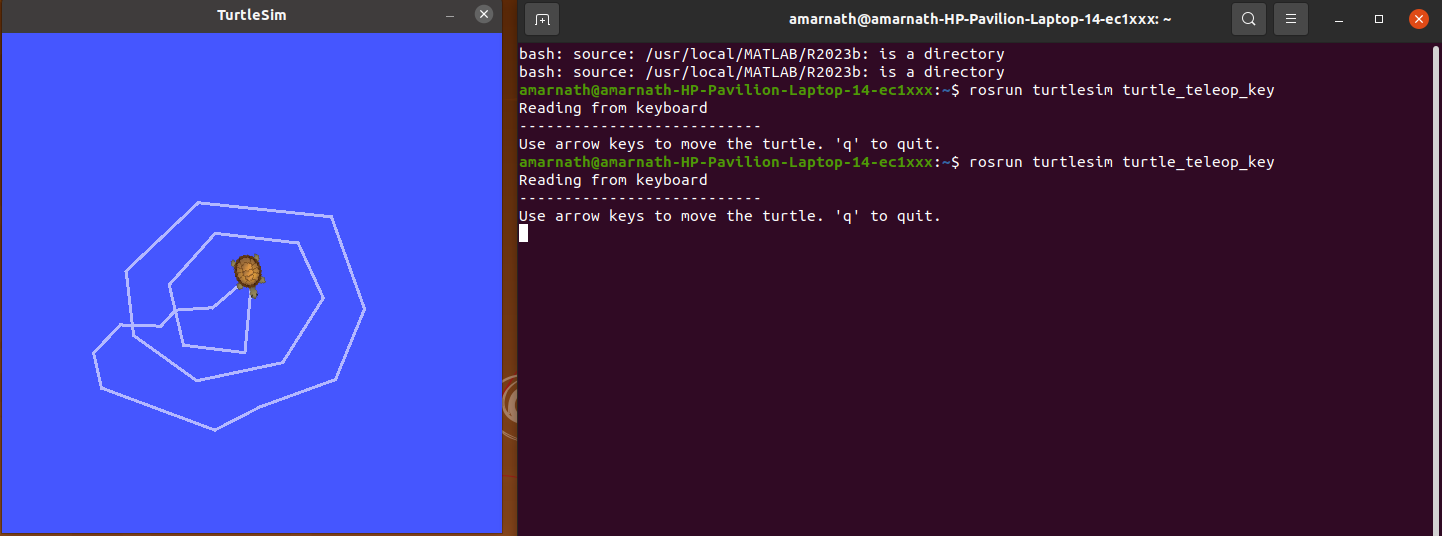 TurtleSim
amarnath@amarnath-HP-Pavilion-Laptop-14-ec1xxx: ~
bash: source: /usr/local/MATLAB/R2023b: is a directory
bash: source: /usr/local/MATLAB/R2023b: is a directory
amarnath@amarnath-HP-Pavilion-Laptop-14-ec1xxx:~$ rosrun turtlesim turtle_teleop_key
Reading from keyboard
---------------------------
Use arrow keys to move the turtle. 'q' to quit.
amarnath@amarnath-HP-Pavilion-Laptop-14-ec1xxx:~$ rosrun turtlesim turtle_teleop_key
Reading from keyboard
---------------------------
Use arrow keys to move the turtle. 'q' to quit.